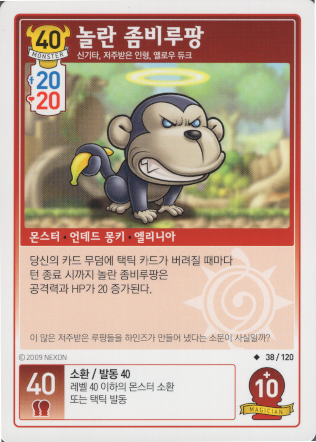 40
MONSTER
놀란 좀비루팡
신기타, 저주받은 인형, 옐로우 듀크
20
20
몬스터 · 언데드 몽키 · 엘리니아
당신의 카드 무덤에 택틱 카드가 버려질 때마다
턴 종료 시까지 놀란 좀비루팡은
공격력과 HP가 20 증가된다.
이 많은 저주받은 루팡들을 하인즈가 만들어 냈다는 소문이 사실일까?
©2009 NEXON
◆ 38 / 120
40
소환 / 발동 40
레벨 40 이하의 몬스터 소환
또는 택틱 발동
+
10
MAGICIAN